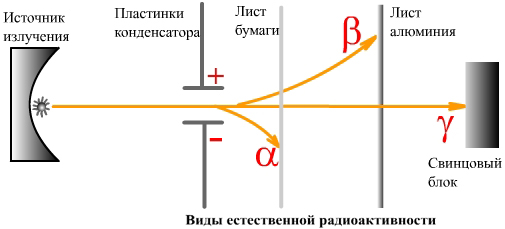 Источник
излучения
Пластинки
конденсатора
Лист
бумаги
Лист
алюминия
β
+
-
α
γ
Свинцовый
блок
Виды естественной радиоактивности